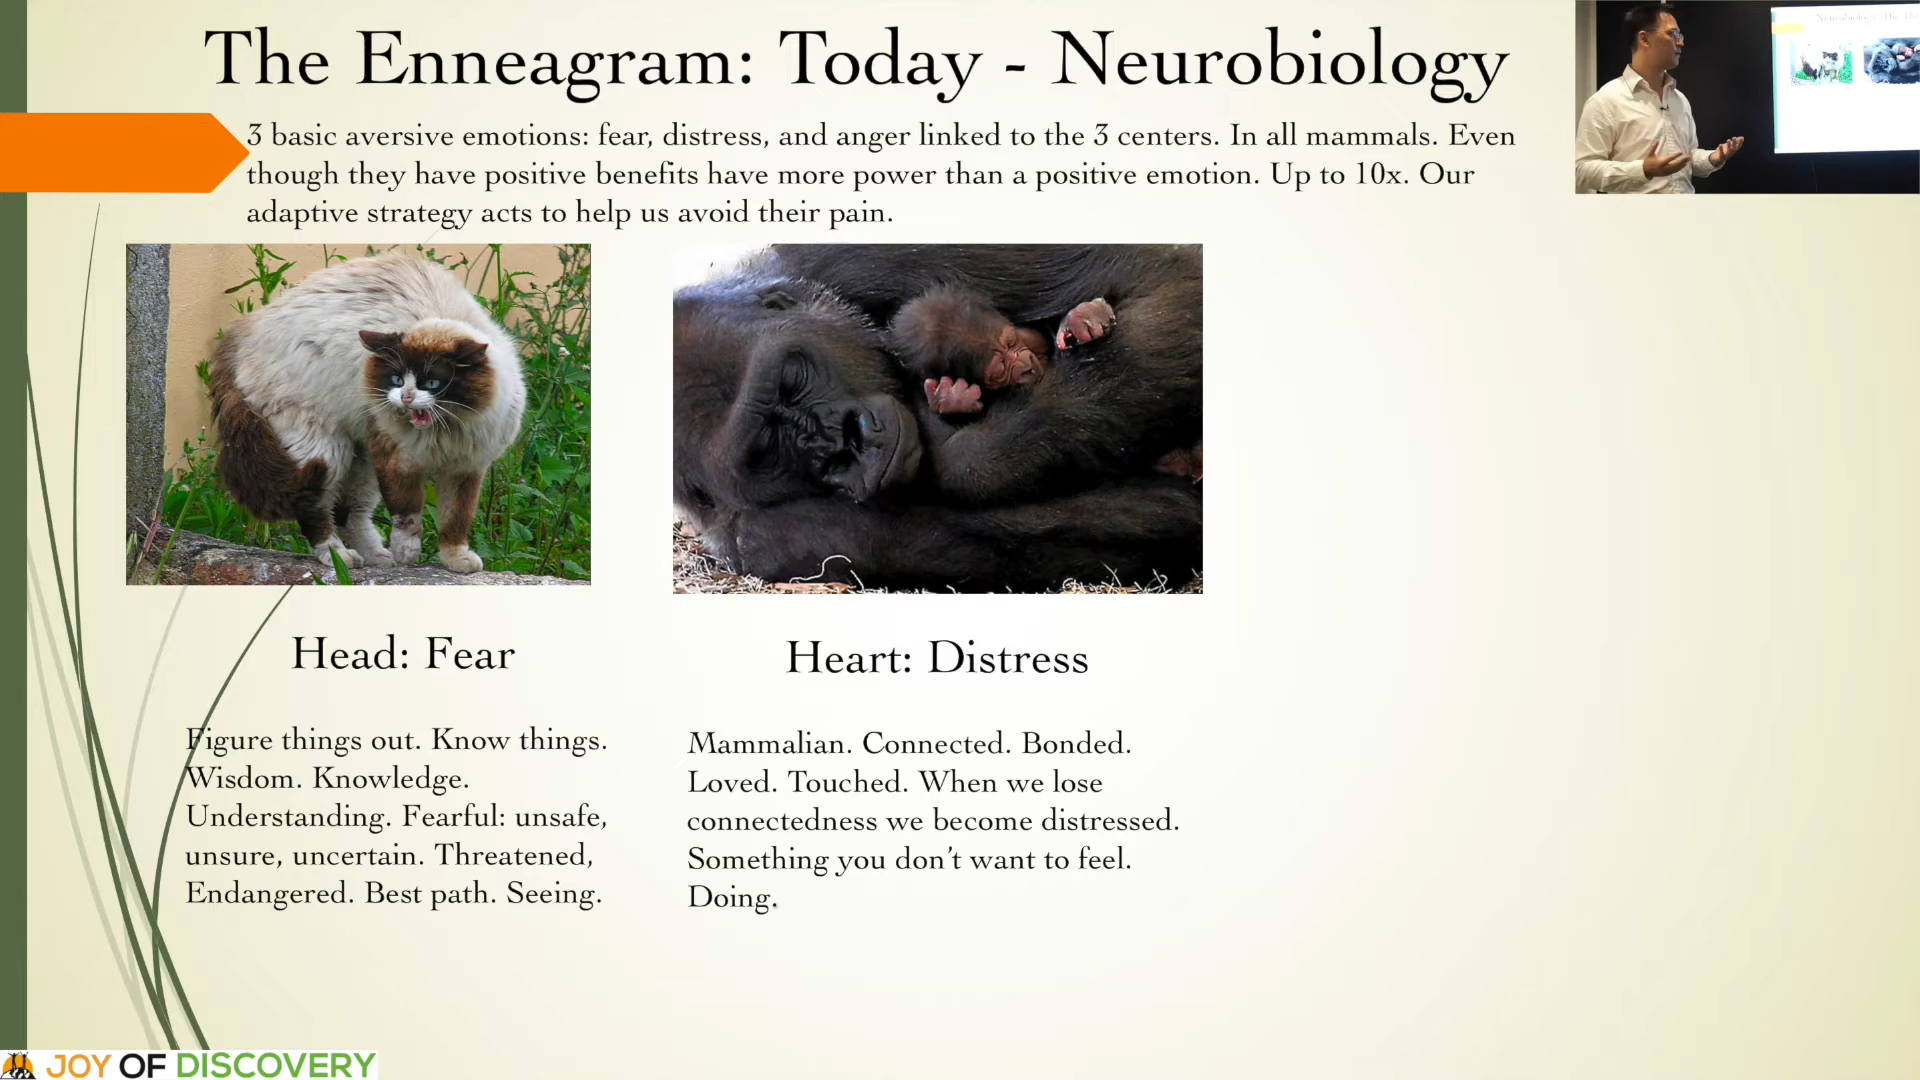 The Enneagram: Today - Neurobiology
3 basic aversive emotions: fear, distress, and anger linked to the 3 centers. In all mammals. Even
though they have positive benefits have more power than a positive emotion. Up to 10x. Our
adaptive strategy acts to help us avoid their pain.
Head: Fear
Figure things out. Know things.
Wisdom. Knowledge.
Understanding. Fearful: unsafe,
unsure, uncertain. Threatened,
Endangered. Best path. Seeing.
Heart: Distress
Mammalian. Connected. Bonded.
Loved. Touched. When we lose
connectedness we become distressed.
Something you don't want to feel.
Doing.
JOY OF DISCOVERY